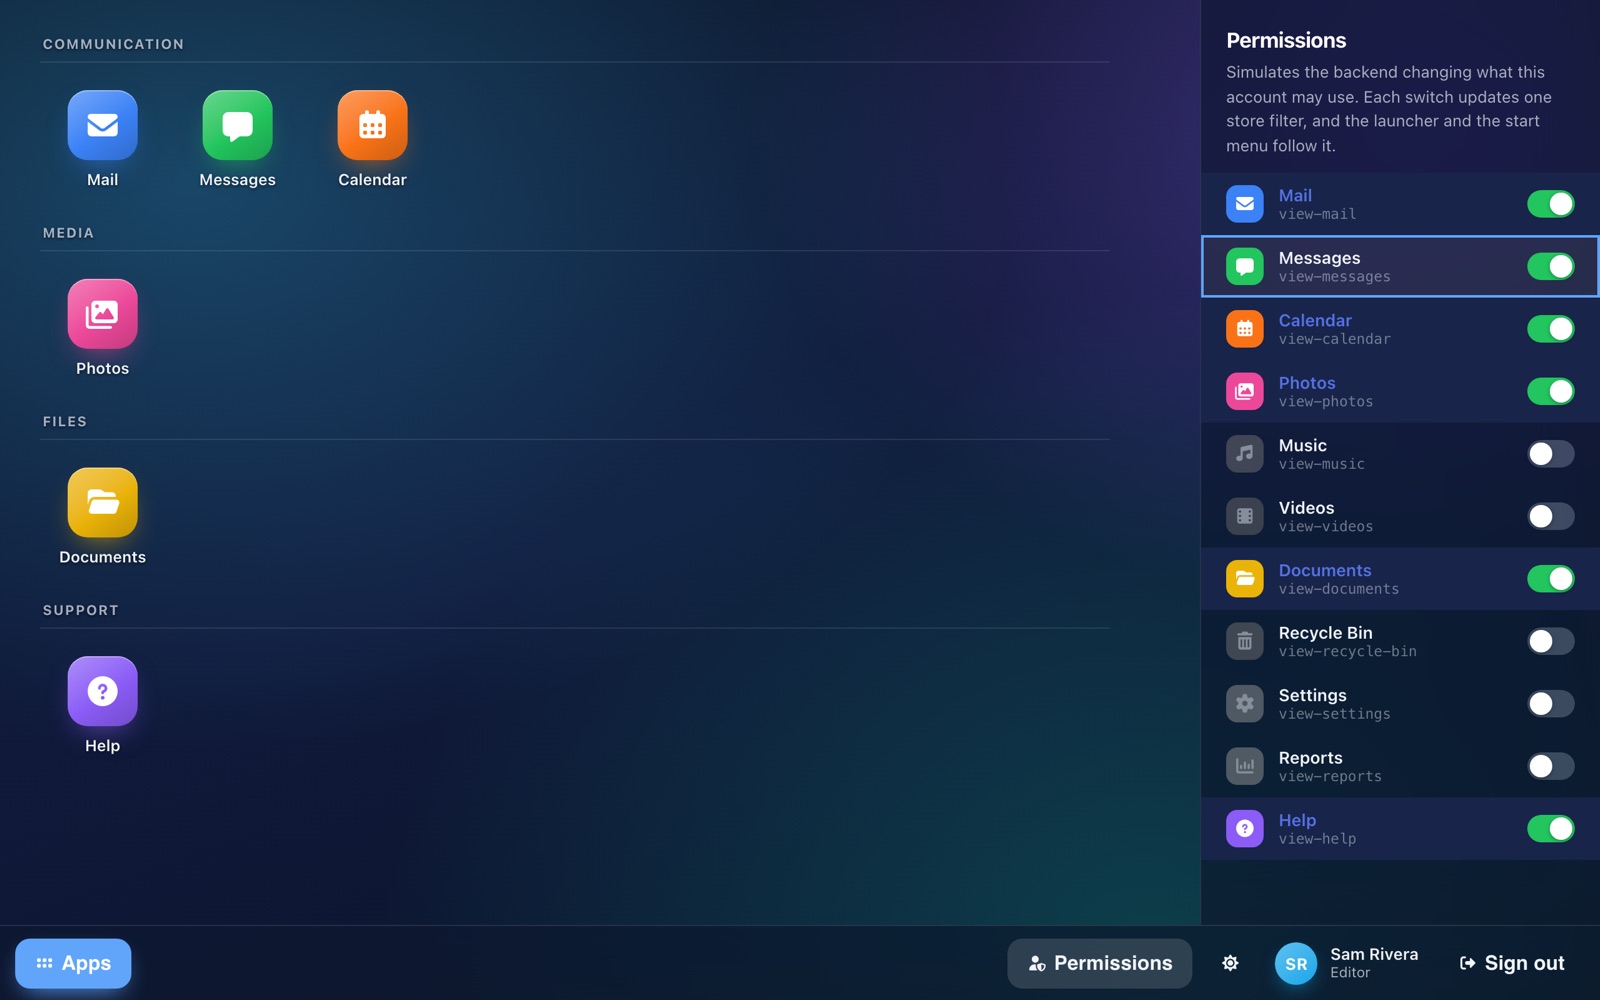 COMMUNICATION
Mail
Messages
Calendar
MEDIA
Photos
FILES
Documents
SUPPORT
Help
Permissions
Simulates the backend changing what this
account may use. Each switch updates one
store filter, and the launcher and the start
menu follow it.
Mail
view-mail
Messages
view-messages
Calendar
view-calendar
Photos
view-photos
Music
view-music
Videos
view-videos
Documents
view-documents
Recycle Bin
view-recycle-bin
Settings
view-settings
Reports
view-reports
Help
view-help
Apps
Permissions
SR
Sam Rivera
Editor
Sign out